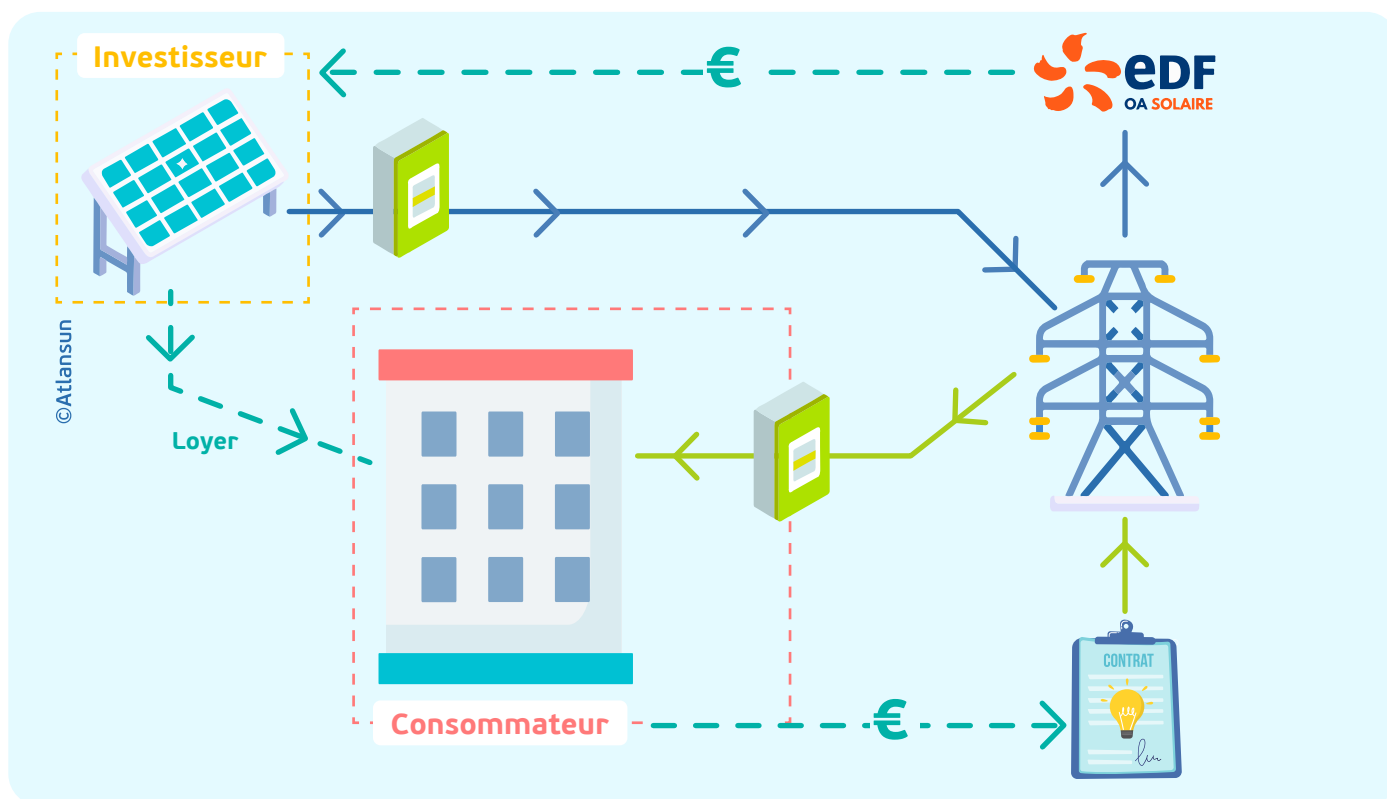 Investisseur
€
eDF
OA SOLAIRE
©Atlansun
Loyer
CONTRAT
Consommateur
€